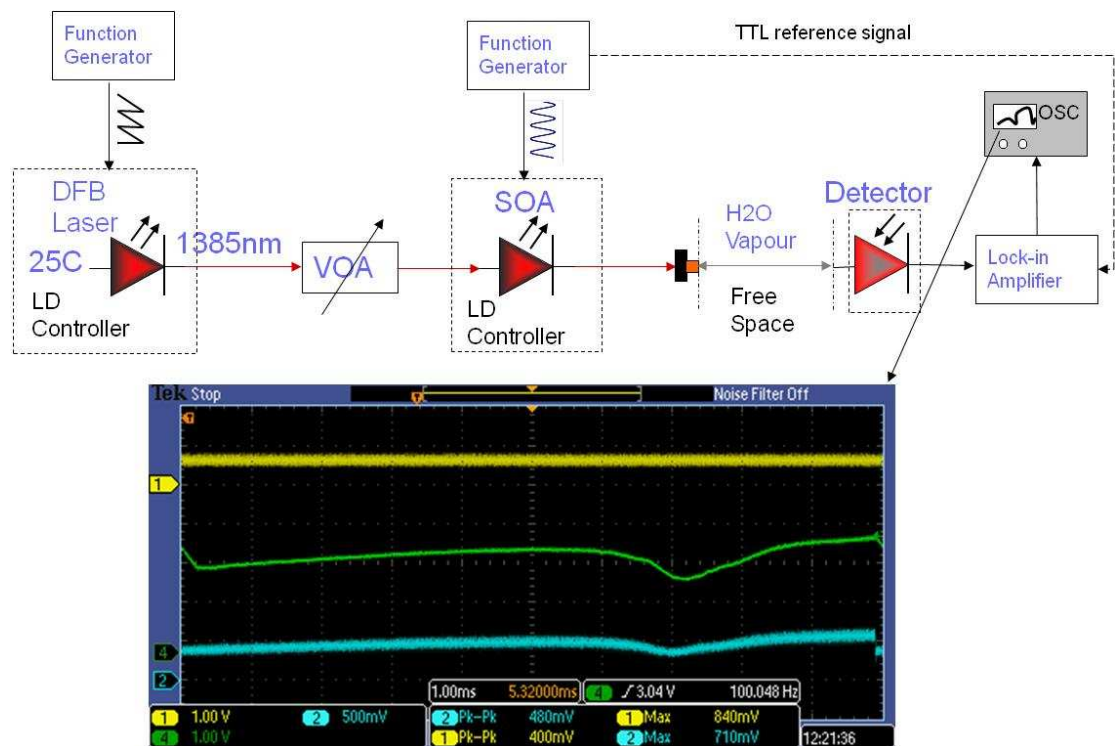 Function
Generator
Function
Generator
TTL reference signal
OSC
DFB
Laser
25C
1385nm
LD
Controller
VOA
SOA
LD
Controller
H2O
Vapour
Free
Space
Detector
Lock-in
Amplifier
Tek Stop
Noise Filter Off
1
4
2
1.00ms 5.32000ms 4 3.04 V 100.048 Hz
1 1.00 V 2 500mV 2 Pk-Pk 480mV 1 Max 840mV
4 1.00 V 1 Pk-Pk 400mV 2 Max 710mV
12:21:36